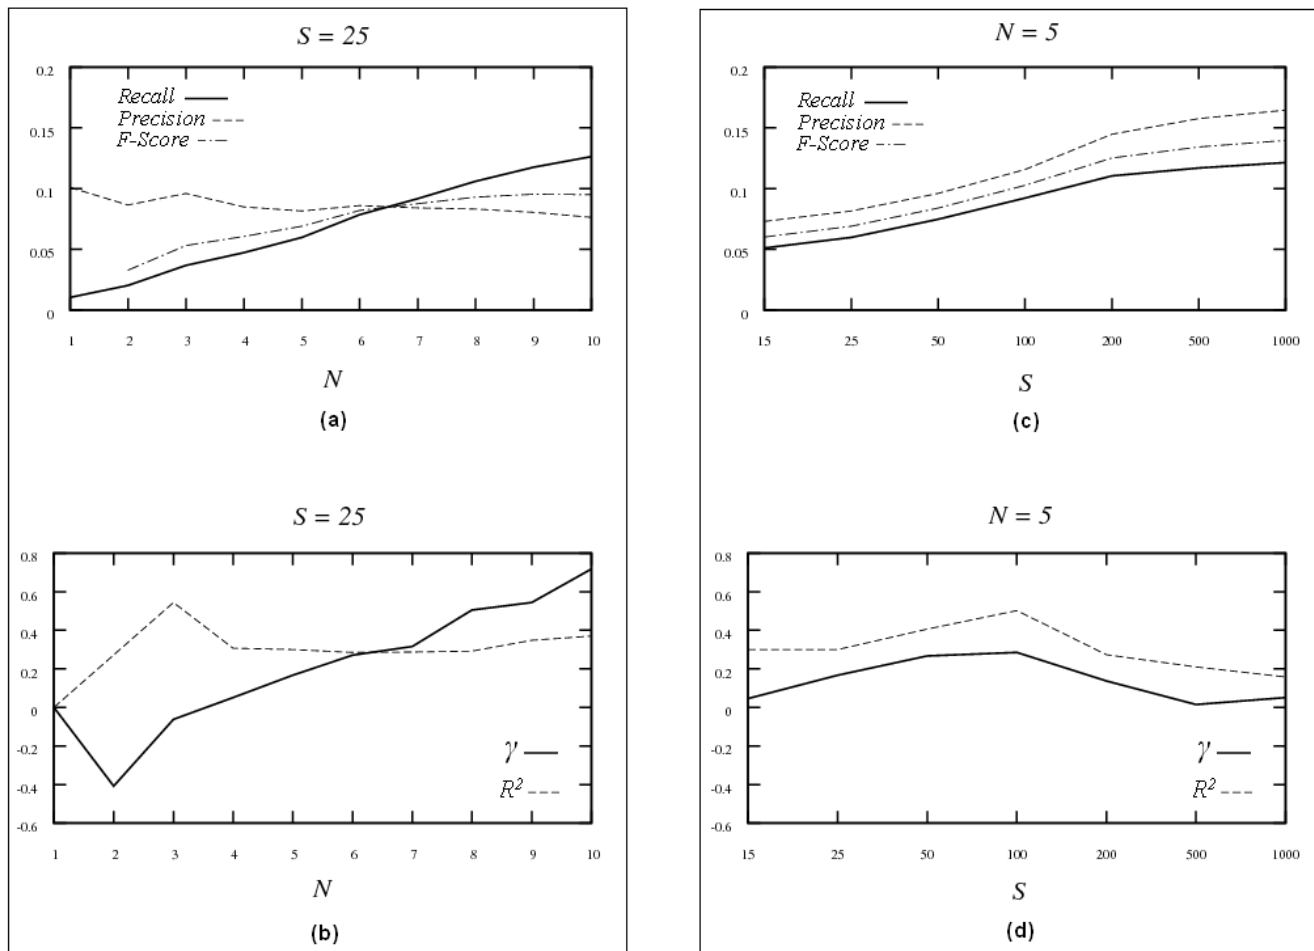 S = 25
0.2
0.15
0.1
0.05
0
Recall
Precision
F-Score
1 2 3 4 5 6 7 8 9 10
N
(a)
S = 25
0.8
0.6
0.4
0.2
0
-0.2
-0.4
-0.6
γ
R²
1 2 3 4 5 6 7 8 9 10
N
(b)
N = 5
0.2
0.15
0.1
0.05
0
Recall
Precision
F-Score
15 25 50 100 200 500 1000
S
(c)
N = 5
0.8
0.6
0.4
0.2
0
-0.2
-0.4
-0.6
γ
R²
15 25 50 100 200 500 1000
S
(d)